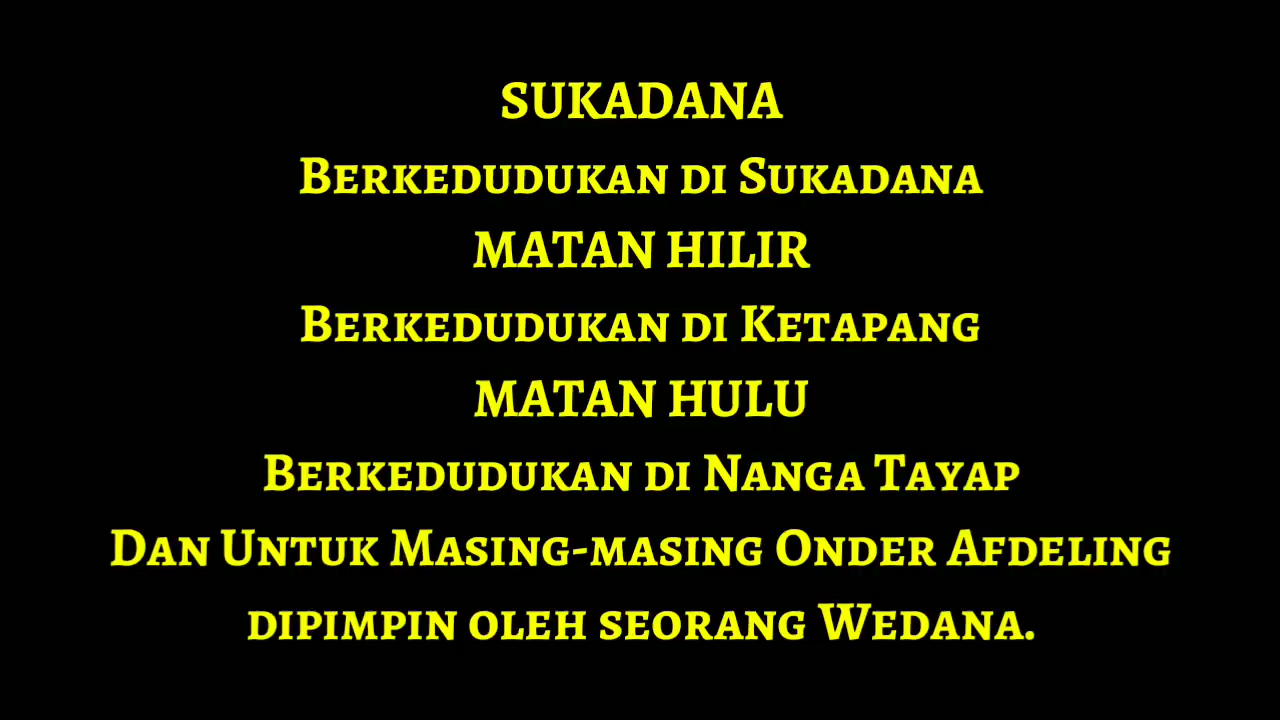 SUKADANA
Berkedudukan di Sukadana
MATAN HILIR
Berkedudukan di Ketapang
MATAN HULU
Berkedudukan di Nanga Tayap
Dan Untuk Masing-masing Onder Afdeling
dipimpin oleh seorang Wedana.